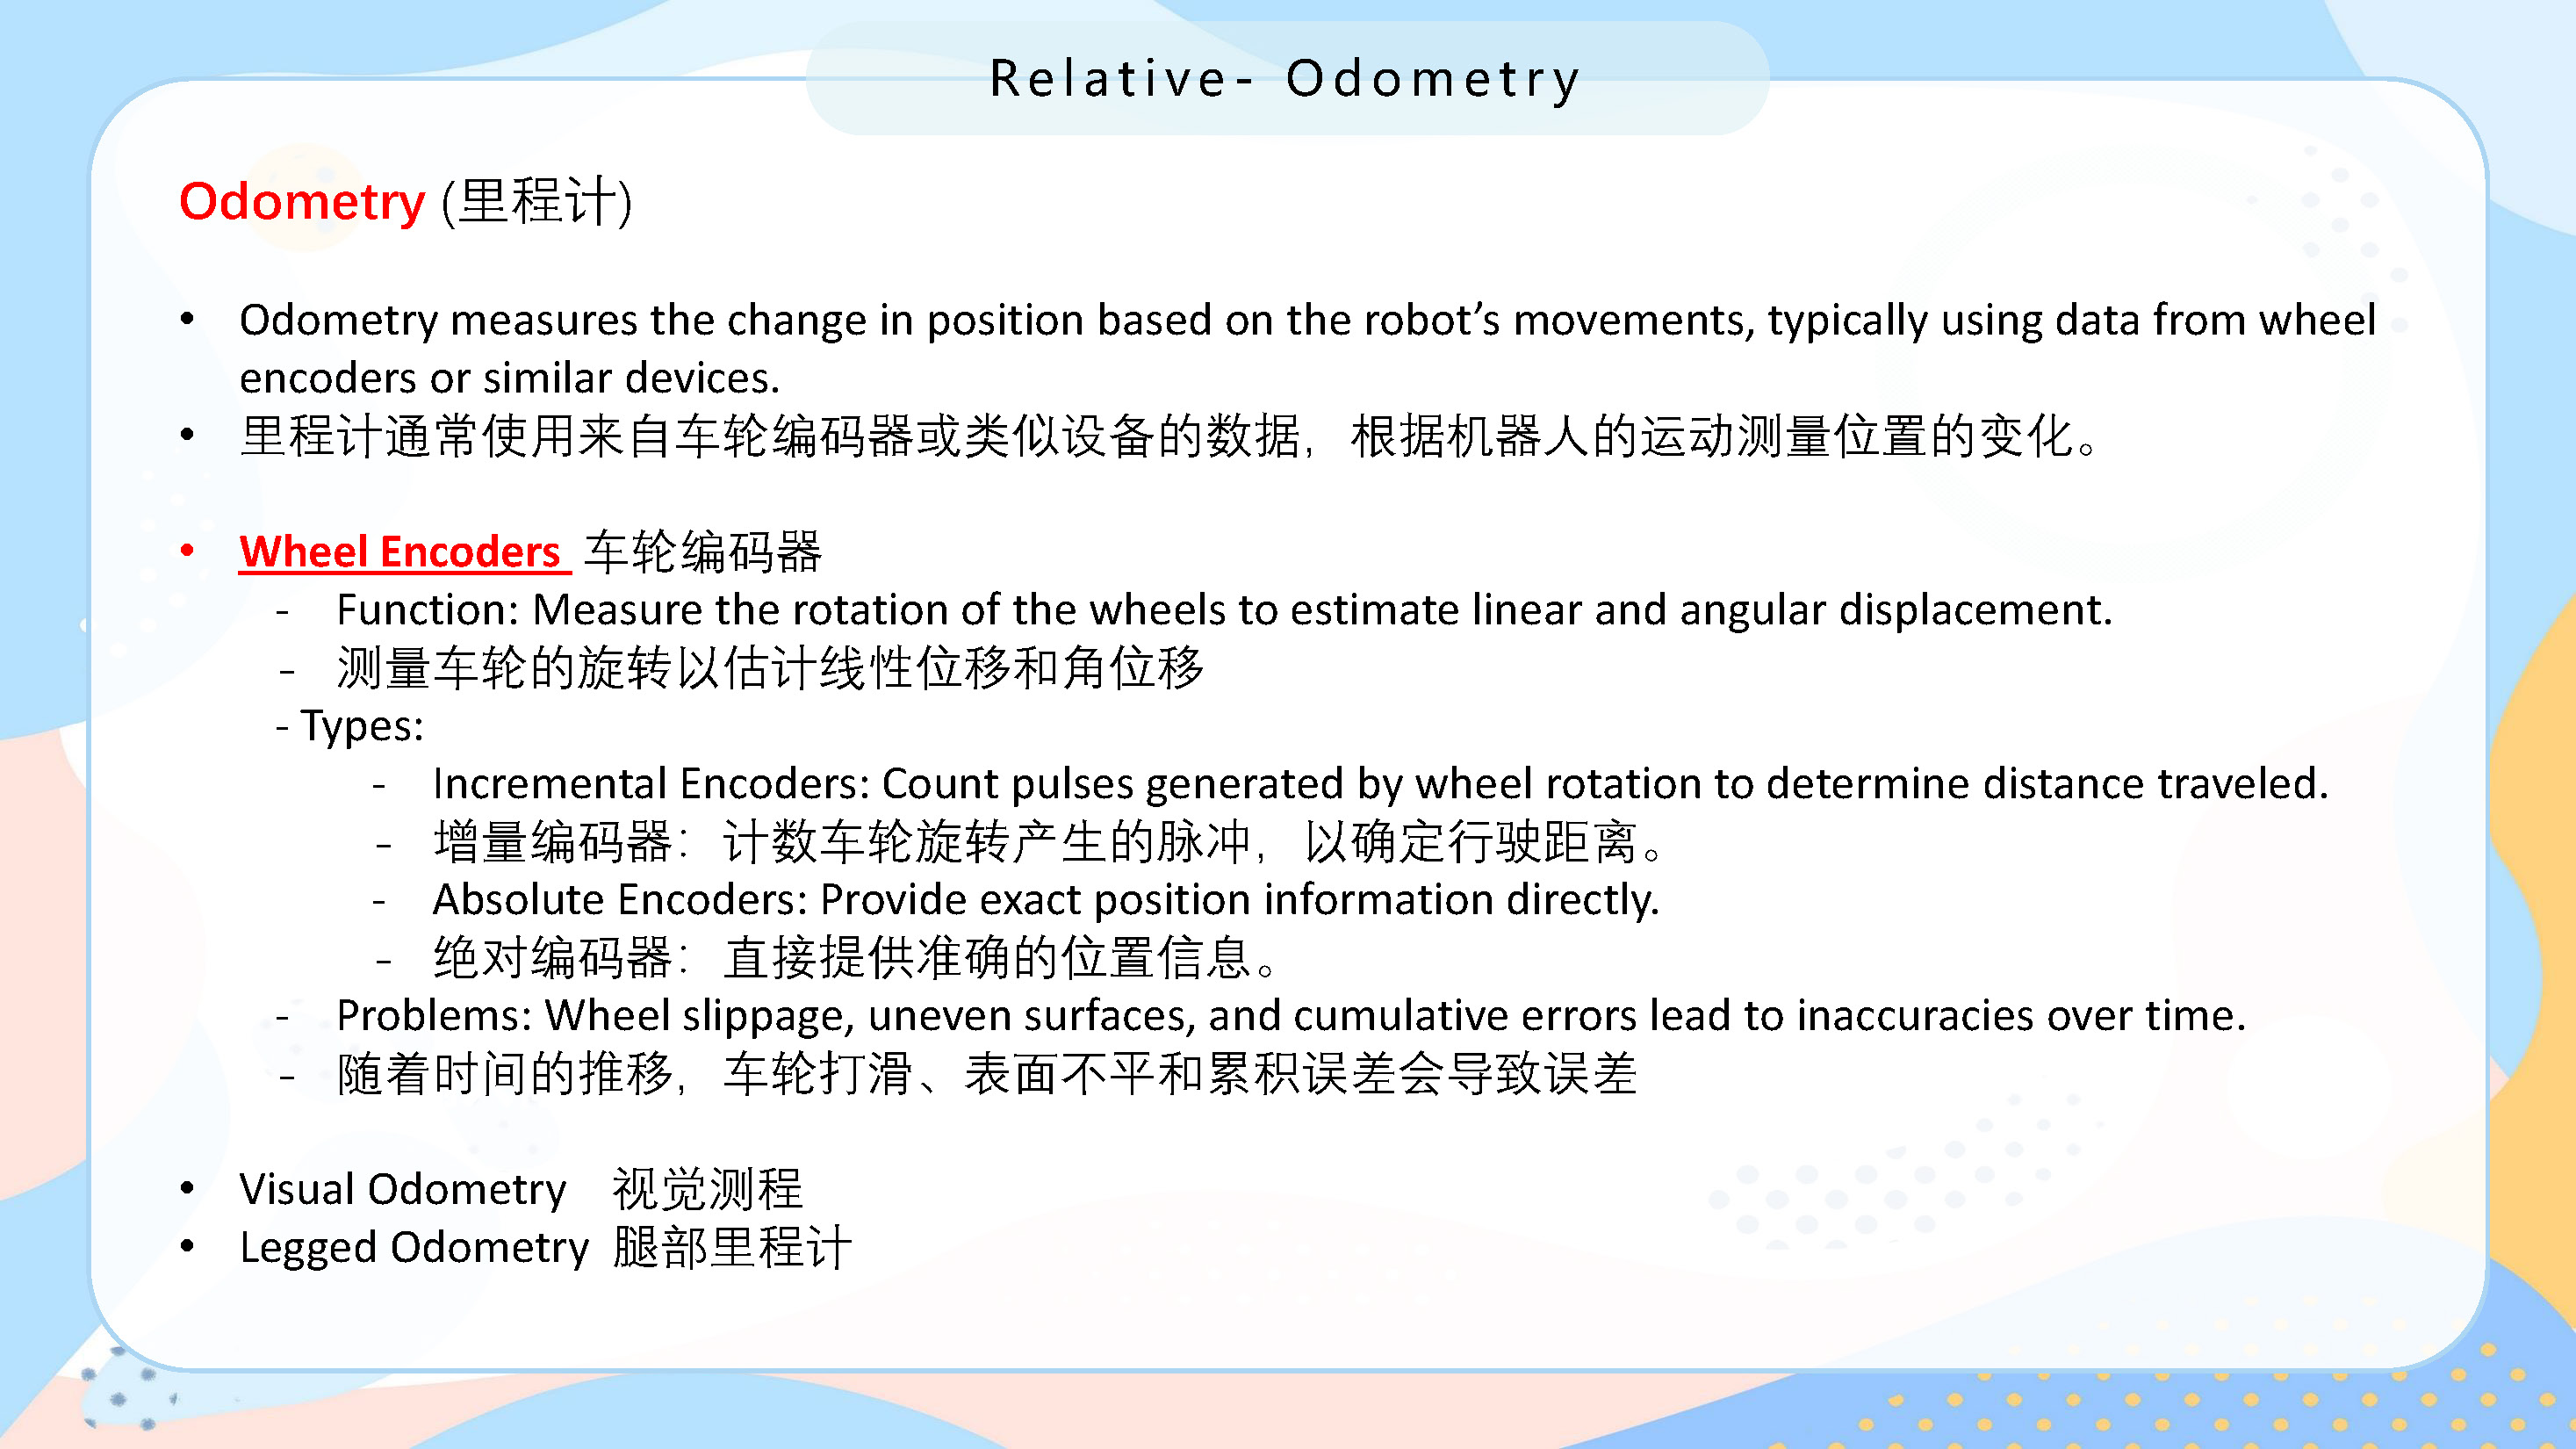 Relative- Odometry
Odometry (里程计)
• Odometry measures the change in position based on the robot’s movements, typically using data from wheel
encoders or similar devices.
• 里程计通常使用来自车轮编码器或类似设备的数据，根据机器人的运动测量位置的变化。
• Wheel Encoders 车轮编码器
- Function: Measure the rotation of the wheels to estimate linear and angular displacement.
- 测量车轮的旋转以估计线性位移和角位移
- Types:
- Incremental Encoders: Count pulses generated by wheel rotation to determine distance traveled.
- 增量编码器：计数车轮旋转产生的脉冲，以确定行驶距离。
- Absolute Encoders: Provide exact position information directly.
- 绝对编码器：直接提供准确的位置信息。
- Problems: Wheel slippage, uneven surfaces, and cumulative errors lead to inaccuracies over time.
- 随着时间的推移，车轮打滑、表面不平和累积误差会导致误差
• Visual Odometry 视觉测程
• Legged Odometry 腿部里程计